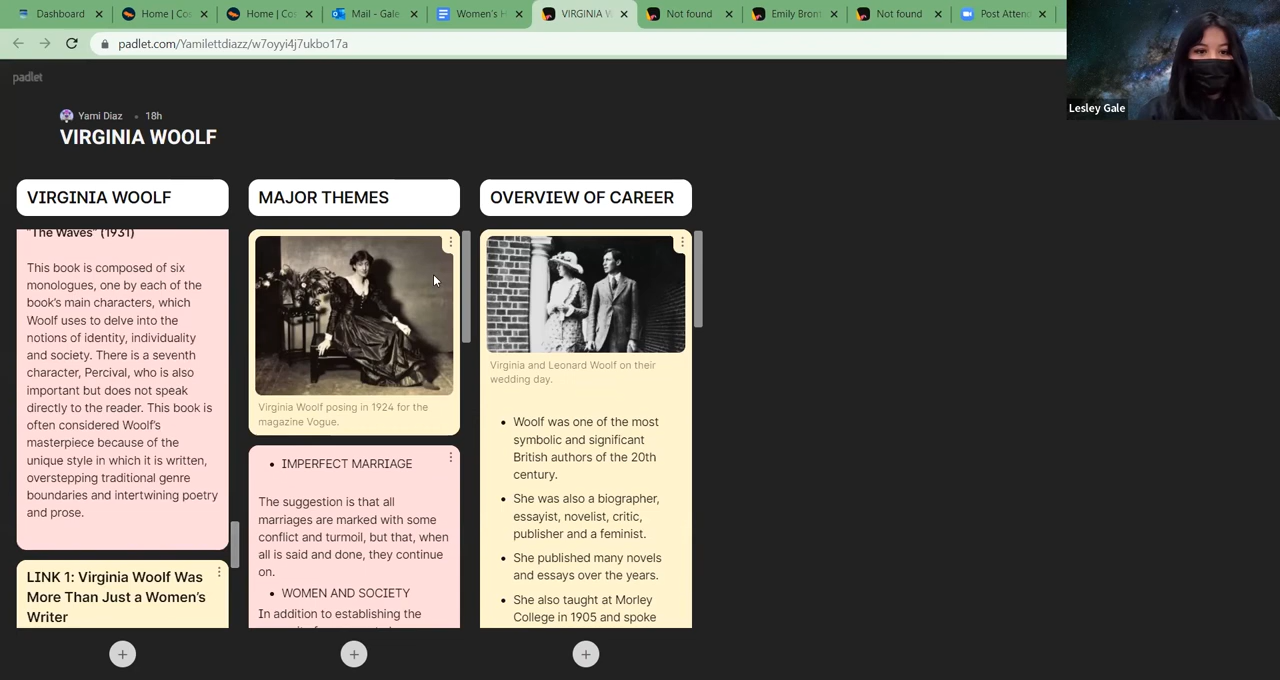 Dashboard
Home | Cos
Home | Cos
Mail - Gale
Women's H
VIRGINIA W
Not found
Emily Bront
Not found
Post Attend
padlet.com/Yamilettdiazz/w7oyyi4j7ukbo17a
Lesley Gale
padlet
Yami Diaz • 18h
VIRGINIA WOOLF
VIRGINIA WOOLF
"The Waves" (1931)
This book is composed of six
monologues, one by each of the
book's main characters, which
Woolf uses to delve into the
notions of identity, individuality
and society. There is a seventh
character, Percival, who is also
important but does not speak
directly to the reader. This book is
often considered Woolf's
masterpiece because of the
unique style in which it is written,
overstepping traditional genre
boundaries and intertwining poetry
and prose.
LINK 1: Virginia Woolf Was
More Than Just a Women's
Writer
MAJOR THEMES
Virginia Woolf posing in 1924 for the
magazine Vogue.
• IMPERFECT MARRIAGE
The suggestion is that all
marriages are marked with some
conflict and turmoil, but that, when
all is said and done, they continue
on.
• WOMEN AND SOCIETY
In addition to establishing the
OVERVIEW OF CAREER
Virginia and Leonard Woolf on their
wedding day.
• Woolf was one of the most
symbolic and significant
British authors of the 20th
century.
• She was also a biographer,
essayist, novelist, critic,
publisher and a feminist.
• She published many novels
and essays over the years.
• She also taught at Morley
College in 1905 and spoke